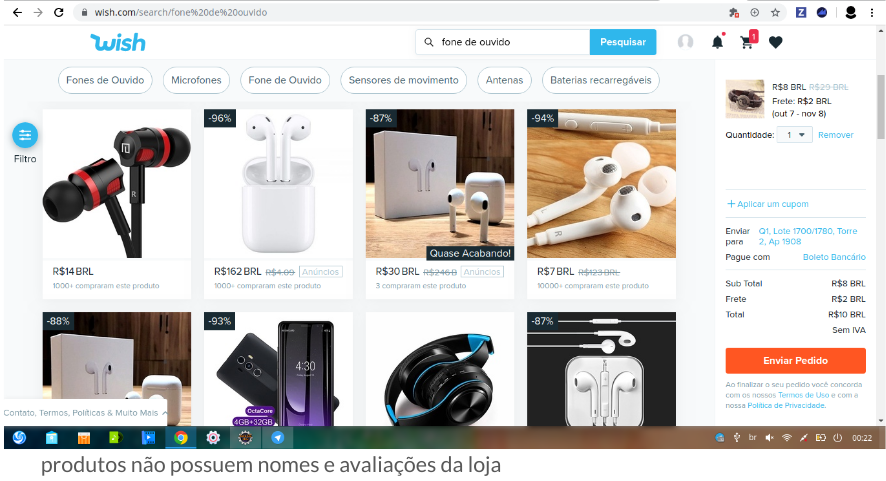 wish.com/search/fone%20de%20ouvido
wish
fone de ouvido
Pesquisar
1
Fones de Ouvido
Microfones
Fone de Ouvido
Sensores de movimento
Antenas
Baterias recarregáveis
Filtro
R
R$14 BRL
1000+ compraram este produto
-96%
R$162 BRL R$4.09 Anúncios
1000+ compraram este produto
-87%
Quase Acabando!
R$30 BRL R$246 B Anúncios
3 compraram este produto
-94%
R$7 BRL R$123 BRL
10000+ compraram este produto
-88%
-93%
4:30
OctaCore
4GB+32GB
-87%
R$8 BRL R$29 BRL
Frete: R$2 BRL
(out 7 - nov 8)
Quantidade: 1 Remover
+ Aplicar um cupom
Enviar para Q1, Lote 1700/1780, Torre 2, Ap 1908
Pague com Boleto Bancário
Sub Total R$8 BRL
Frete R$2 BRL
Total R$10 BRL
Sem IVA
Enviar Pedido
Ao finalizar o seu pedido você concorda
com os nossos Termos de Uso e com a
nossa Política de Privacidade.
Contato, Termos, Políticas & Muito Mais
br
00:22
produtos não possuem nomes e avaliações da loja